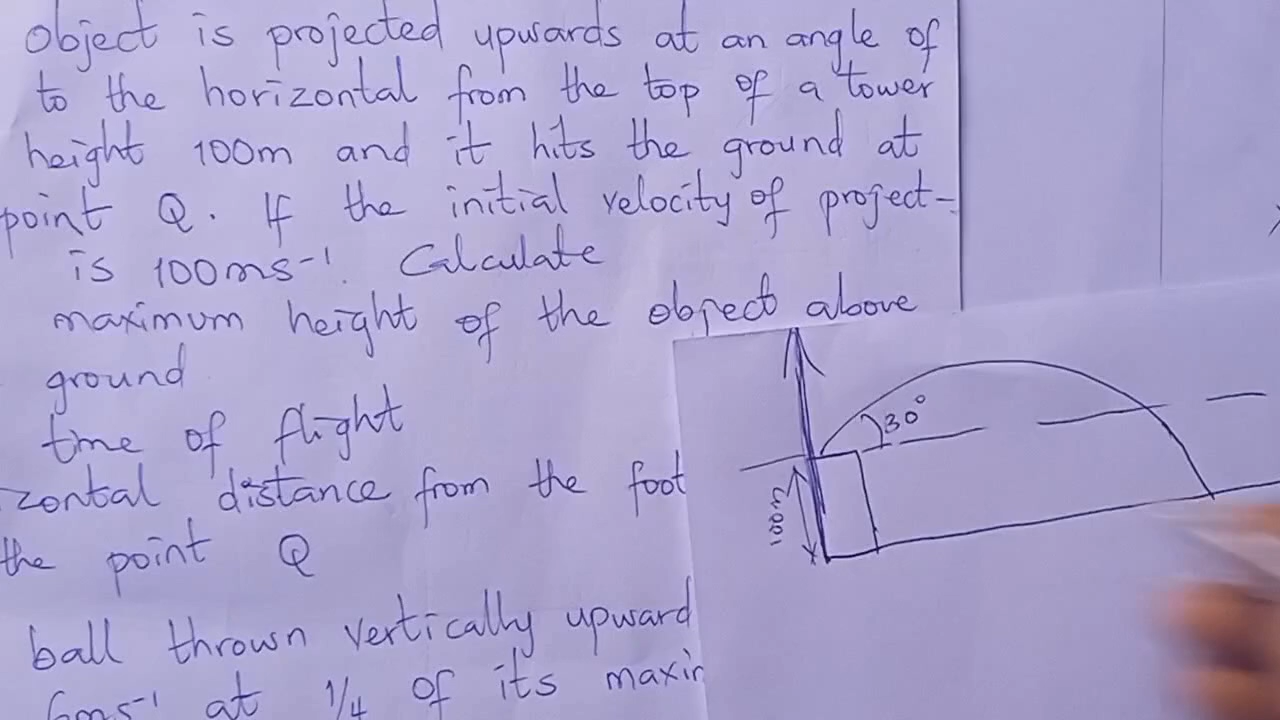 object is projected upwards at an angle of
to the horizontal from the top of a tower
height 100m and it hits the ground at
point Q. If the initial velocity of project-
is 100ms⁻¹. Calculate
maximum height of the object above
ground
time of flight
zontal distance from the foot
the point Q
ball thrown vertically upward
6ms⁻¹ at 1/4 of its maxim
30°
100m